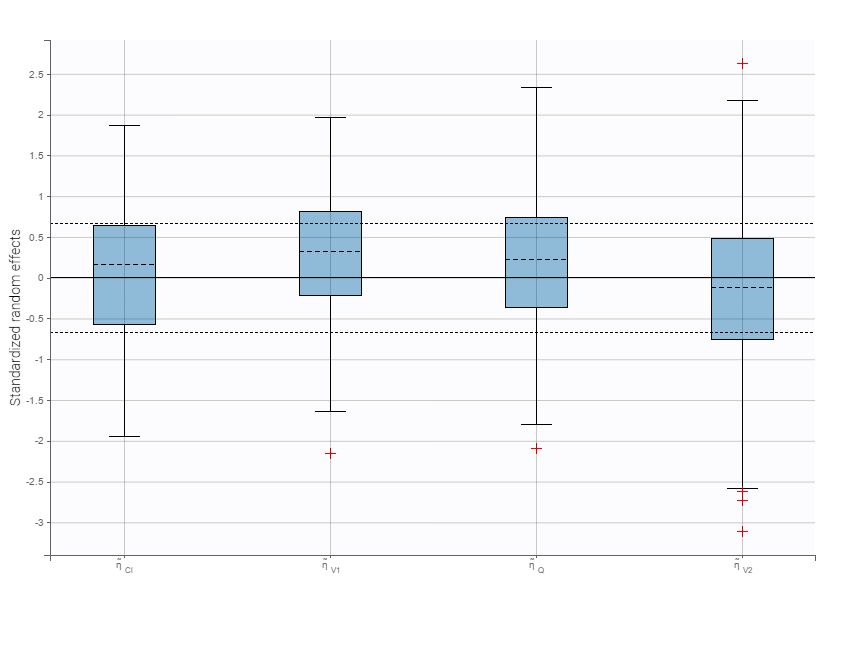 Standardized random effects
2.5
2
1.5
1
0.5
0
-0.5
-1
-1.5
-2
-2.5
-3
η̃ Cl
η̃ V1
η̃ Q
η̃ V2